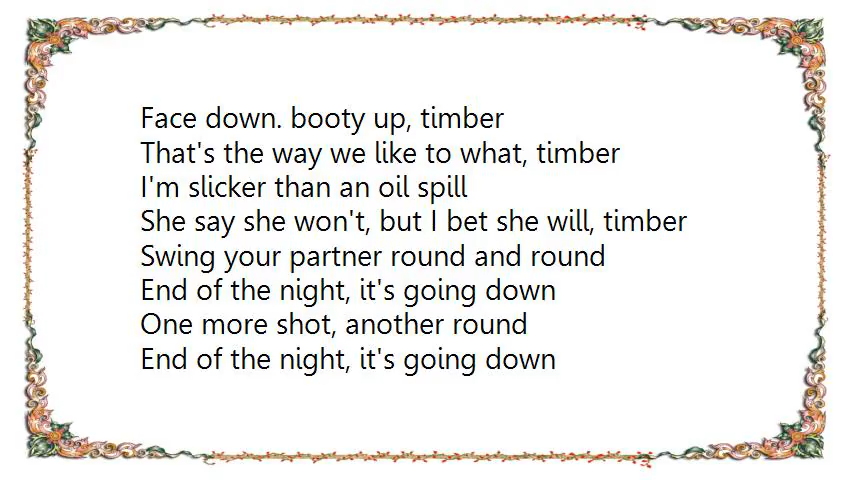 Face down. booty up, timber
That's the way we like to what, timber
I'm slicker than an oil spill
She say she won't, but I bet she will, timber
Swing your partner round and round
End of the night, it's going down
One more shot, another round
End of the night, it's going down